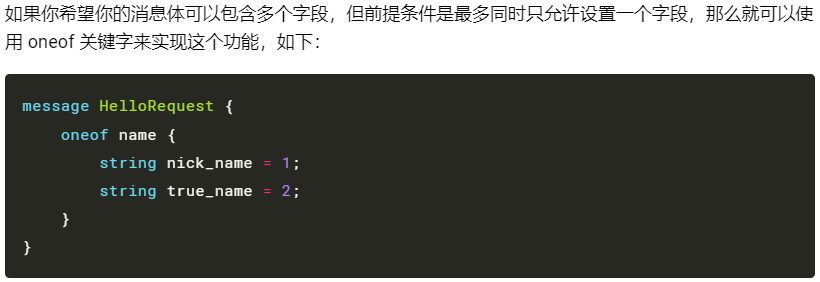 如果你希望你的消息体可以包含多个字段，但前提条件是最多同时只允许设置一个字段，那么就可以使
用 oneof 关键字来实现这个功能，如下：
message HelloRequest {
    oneof name {
        string nick_name = 1;
        string true_name = 2;
    }
}